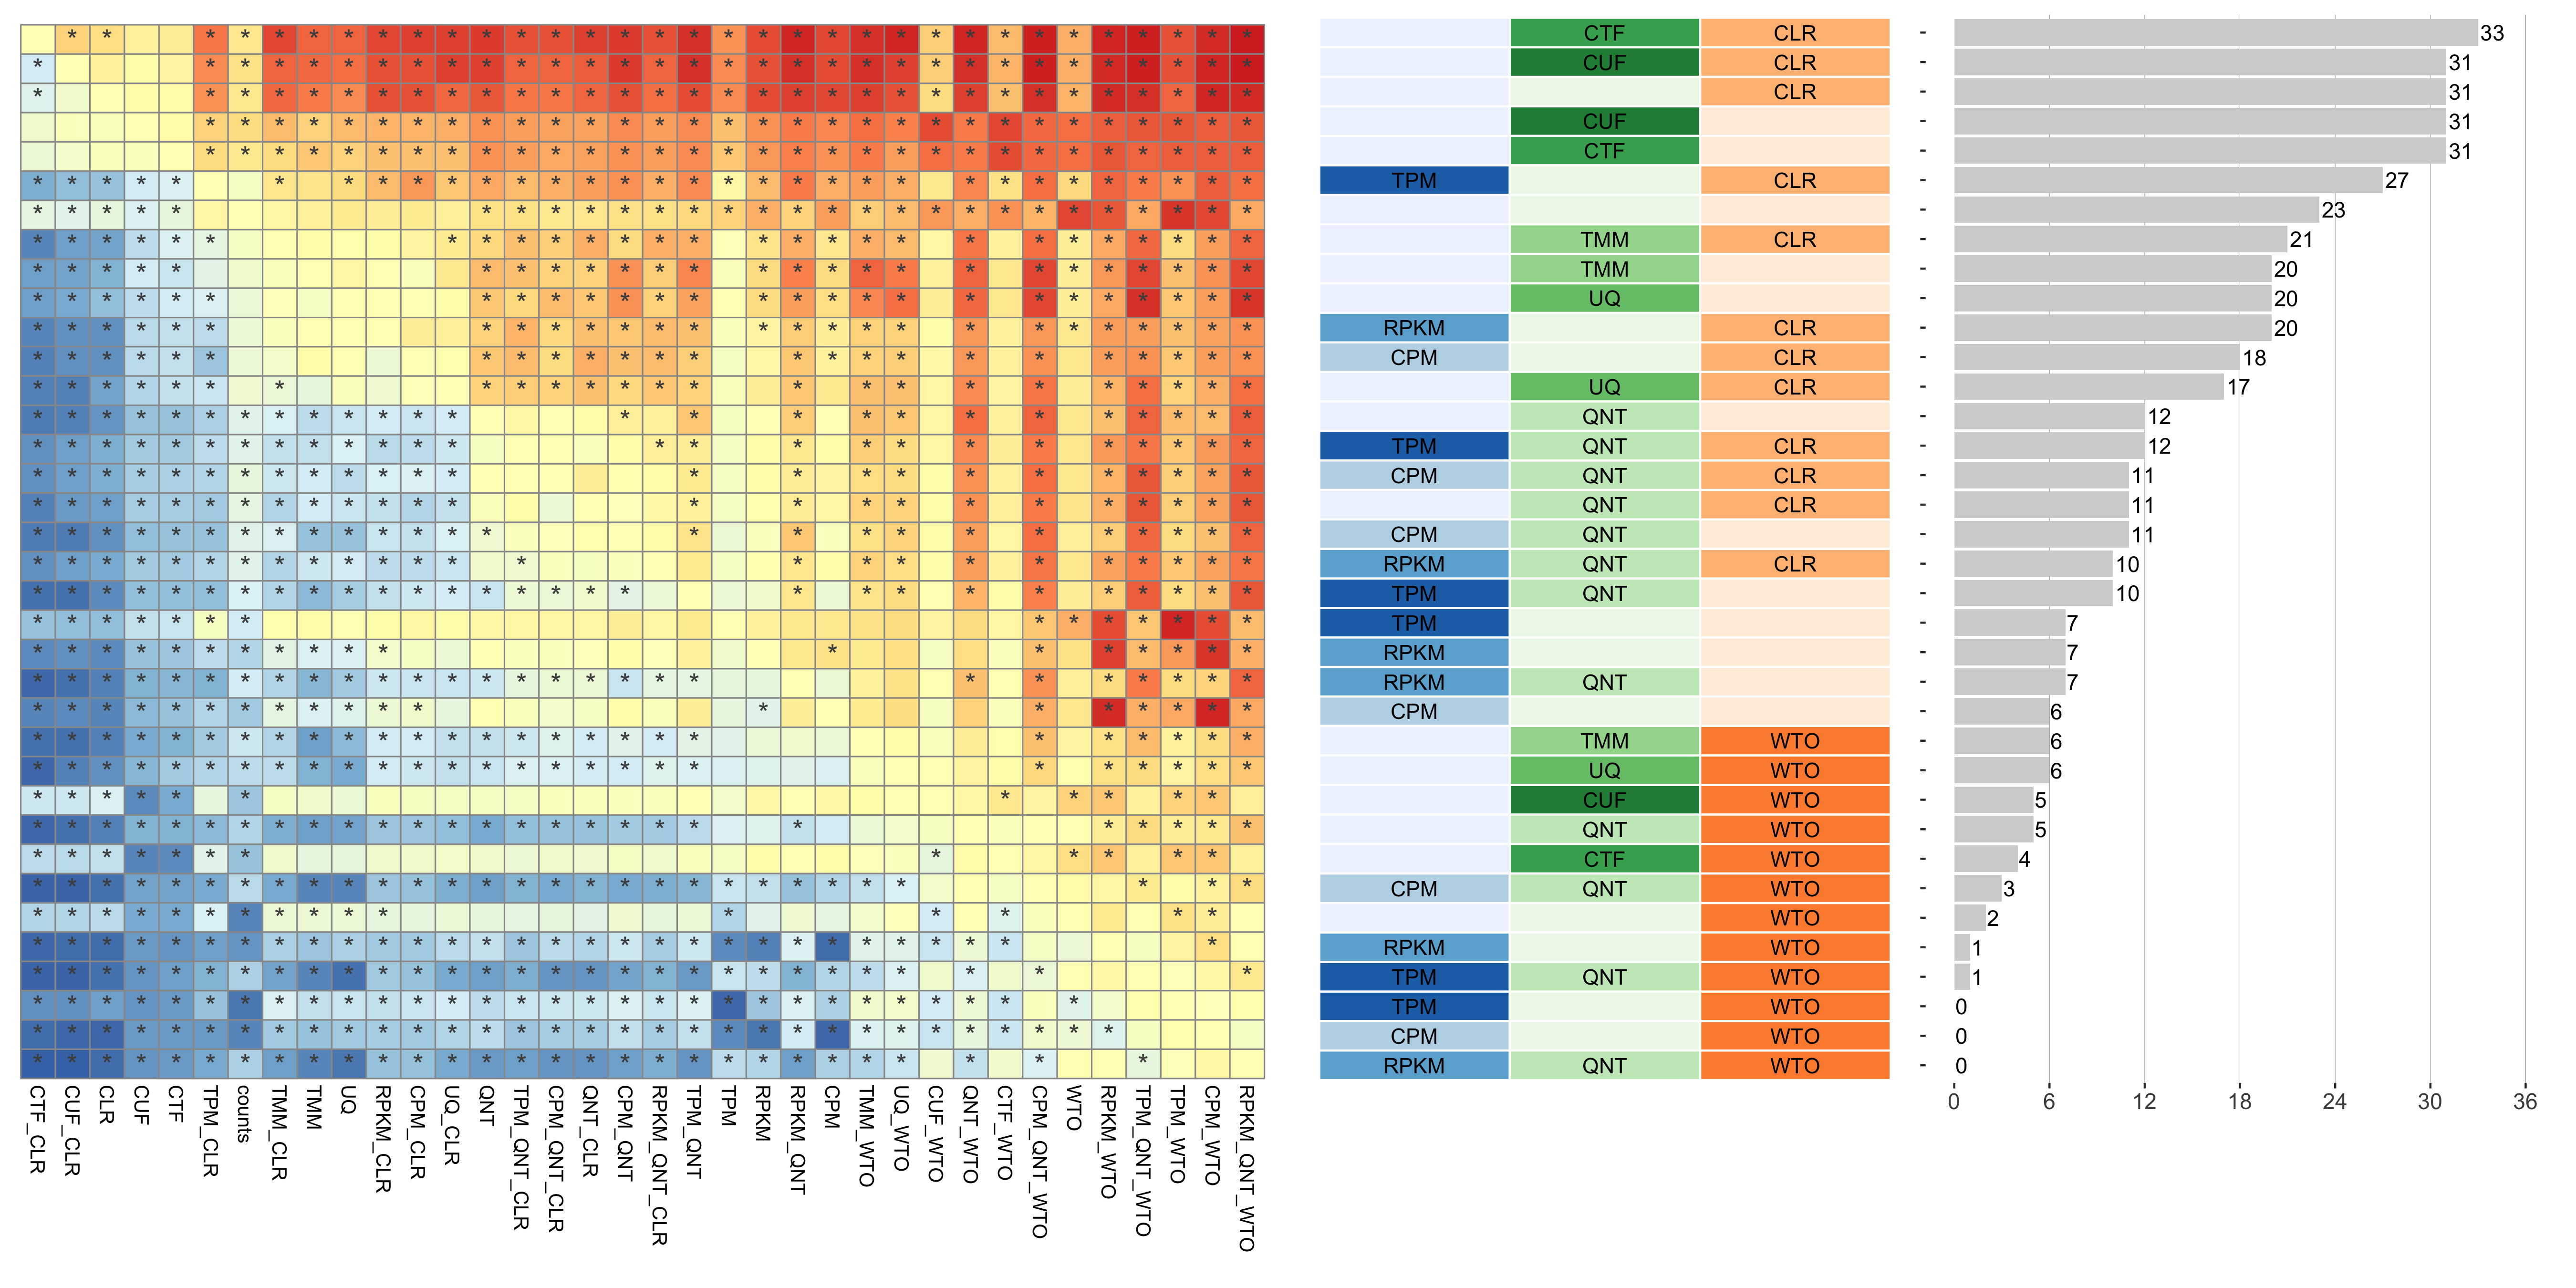 CTF CLR - 33
CUF CLR - 31
CLR - 31
CUF - 31
CTF - 31
TPM CLR - 27
- 23
TMM CLR - 21
TMM - 20
UQ - 20
RPKM CLR - 20
CPM CLR - 18
UQ CLR - 17
QNT - 12
TPM QNT CLR - 12
CPM QNT CLR - 11
QNT CLR - 11
CPM QNT - 11
RPKM QNT CLR - 10
TPM QNT - 10
TPM - 7
RPKM - 7
RPKM QNT - 7
CPM - 6
TMM WTO - 6
UQ WTO - 6
CUF WTO - 5
QNT WTO - 5
CTF WTO - 4
CPM QNT WTO - 3
WTO - 2
RPKM WTO - 1
TPM QNT WTO - 1
TPM WTO - 0
CPM WTO - 0
RPKM QNT WTO - 0
CTF_CLR
CUF_CLR
CLR
CUF
CTF
TPM_CLR
counts
TMM_CLR
TMM
UQ
RPKM_CLR
CPM_CLR
UQ_CLR
QNT
TPM_QNT_CLR
CPM_QNT_CLR
QNT_CLR
CPM_QNT
RPKM_QNT_CLR
TPM_QNT
TPM
RPKM
RPKM_QNT
CPM
TMM_WTO
UQ_WTO
CUF_WTO
QNT_WTO
CTF_WTO
CPM_QNT_WTO
WTO
RPKM_WTO
TPM_QNT_WTO
TPM_WTO
CPM_WTO
RPKM_QNT_WTO
0 6 12 18 24 30 36